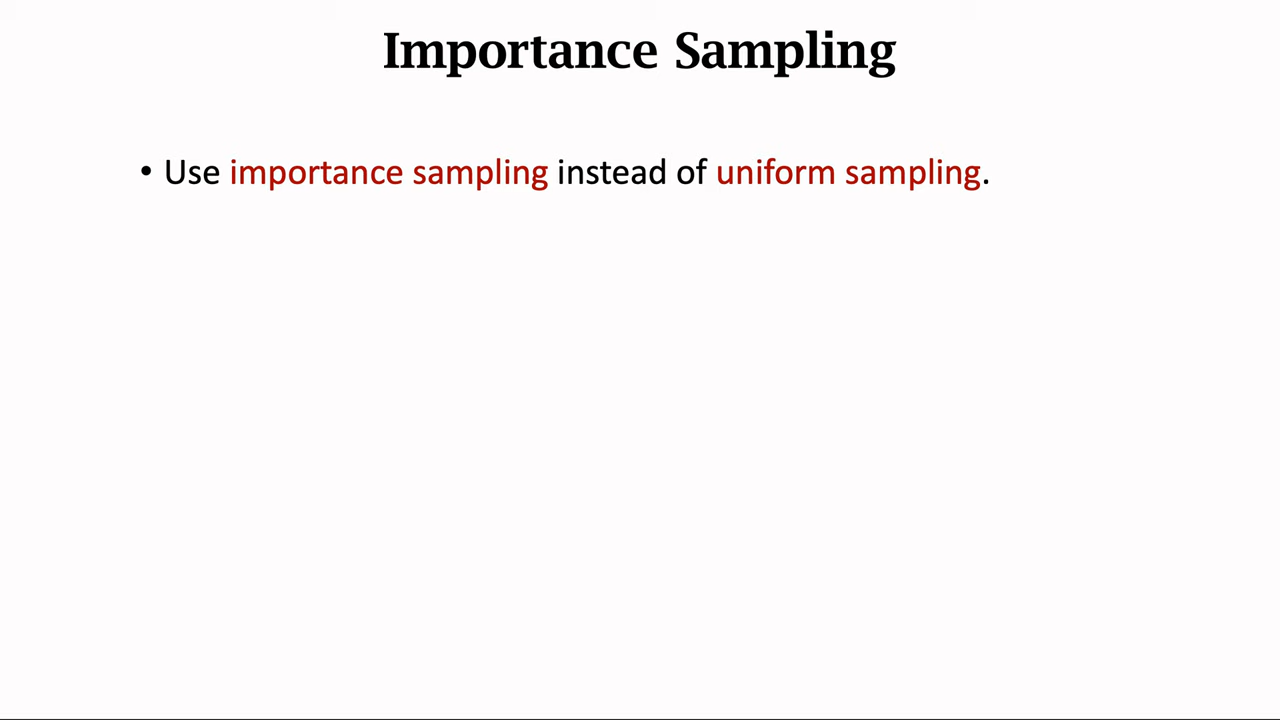 Importance Sampling
• Use importance sampling instead of uniform sampling.